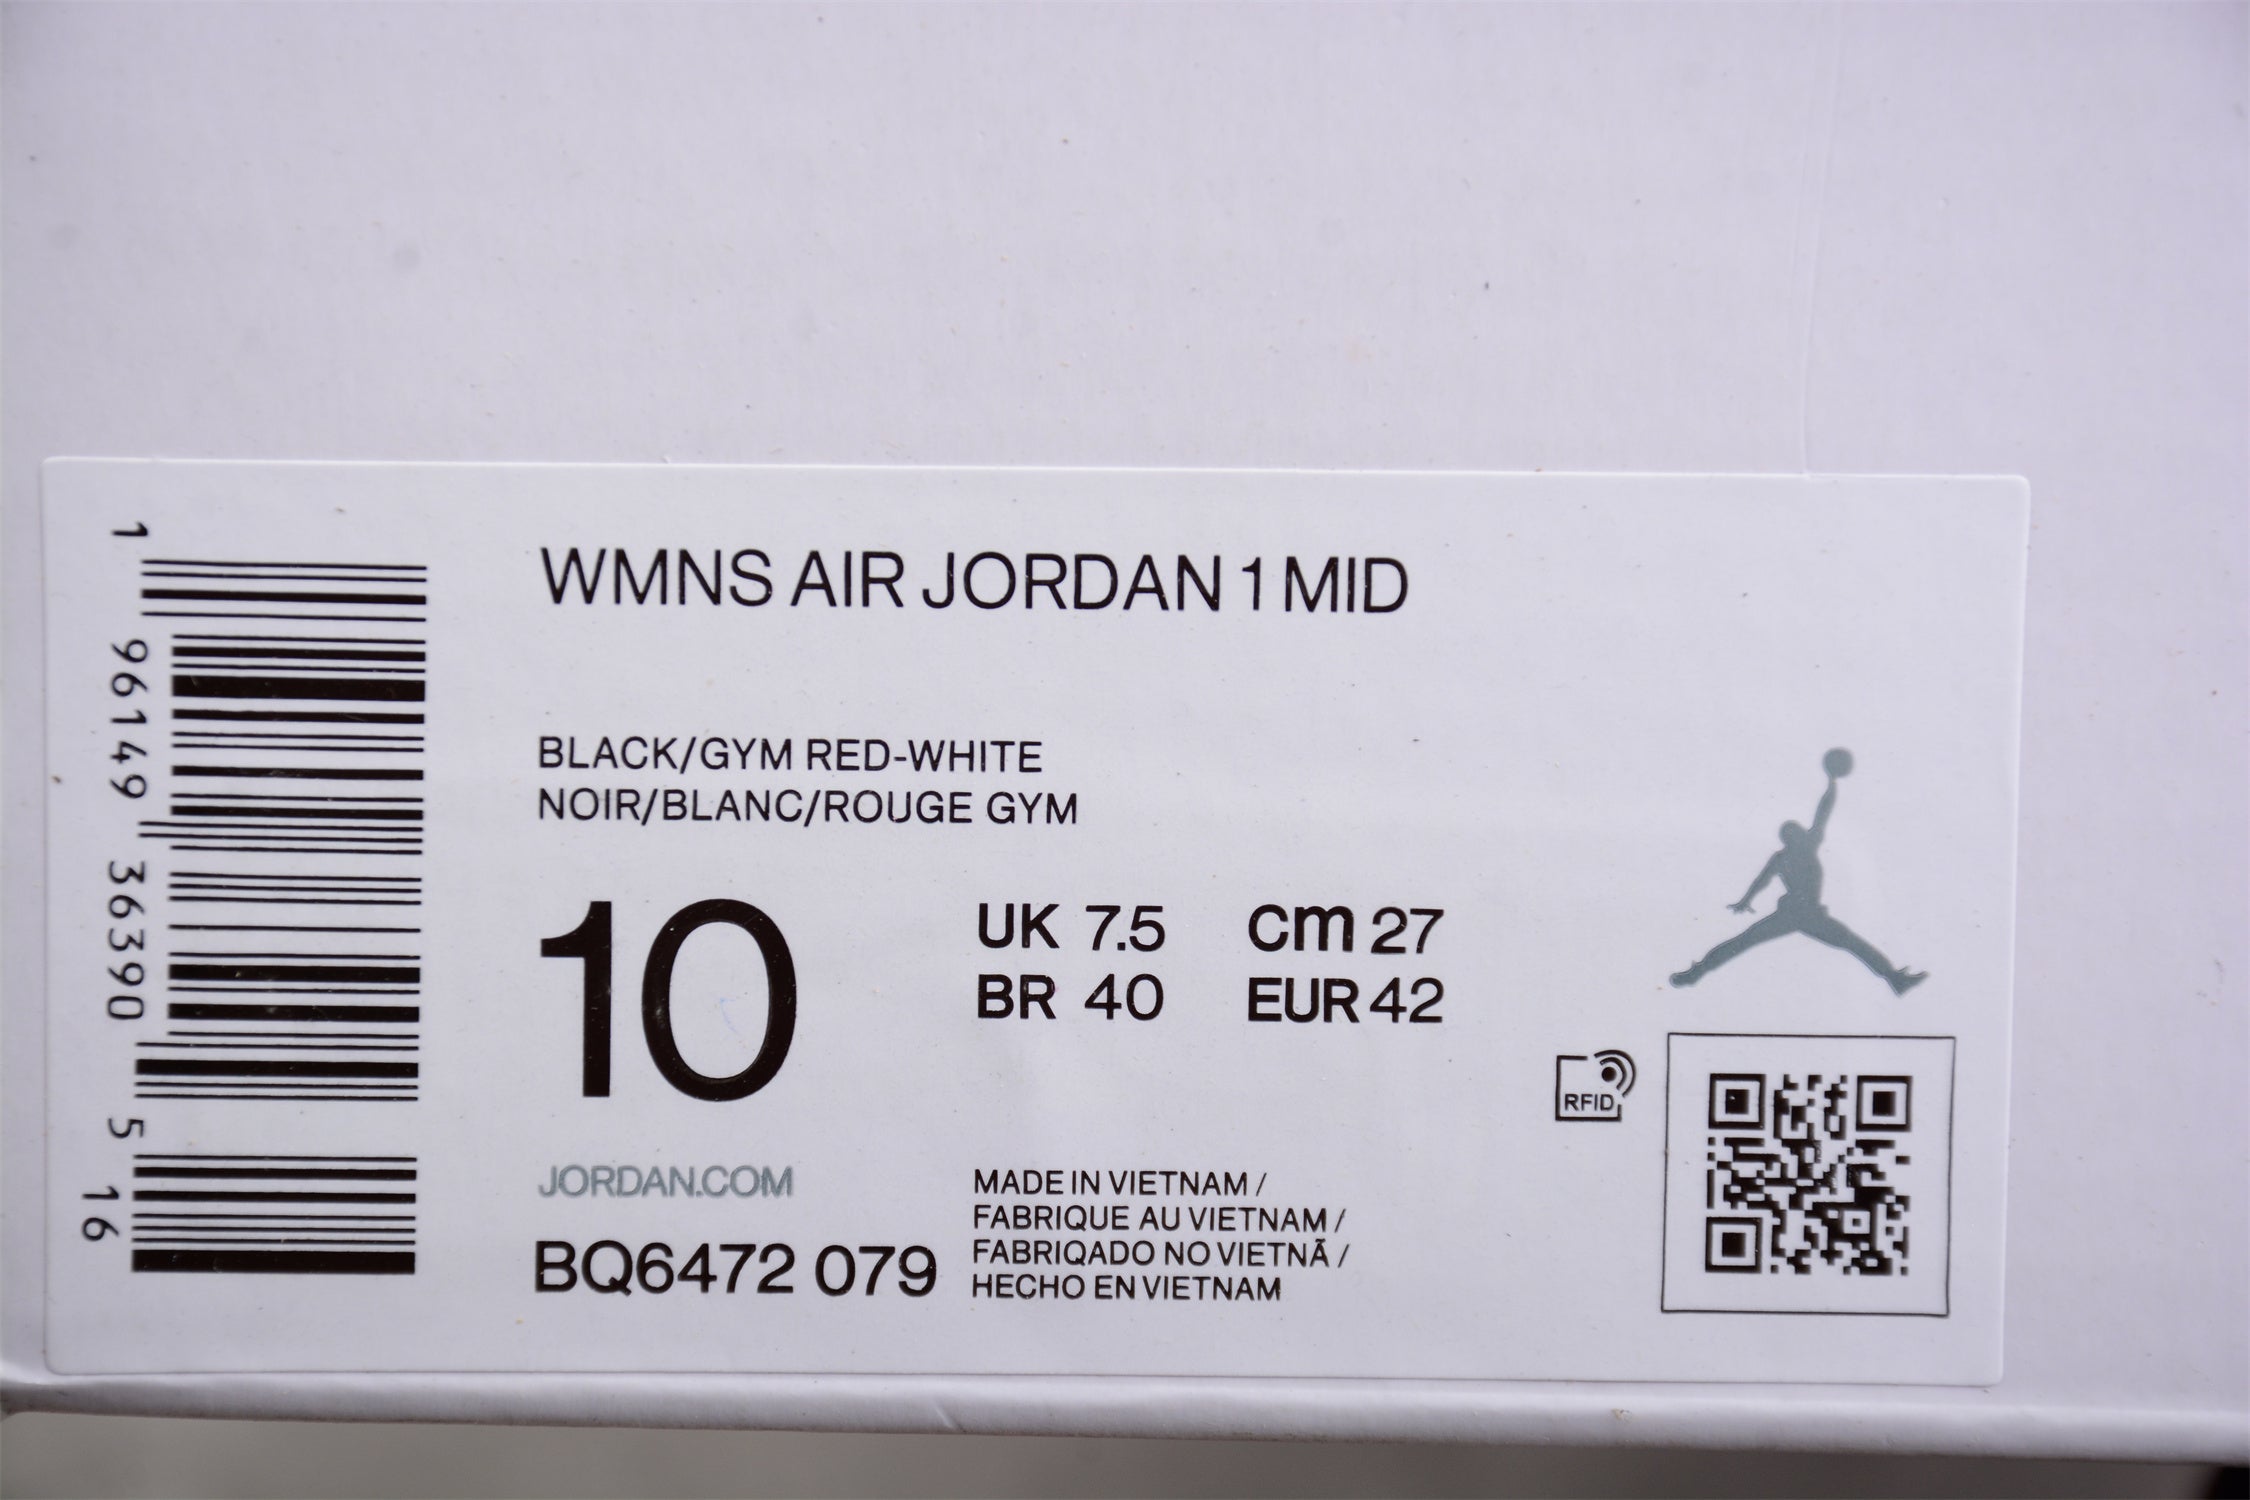 1 96149 36390 5
16
WMNS AIR JORDAN 1 MID
BLACK/GYM RED-WHITE
NOIR/BLANC/ROUGE GYM
10
UK 7.5 cm 27
BR 40 EUR 42
RFID
JORDAN.COM
BQ6472 079
MADE IN VIETNAM /
FABRIQUE AU VIETNAM /
FABRIQADO NO VIETNÃ /
HECHO EN VIETNAM